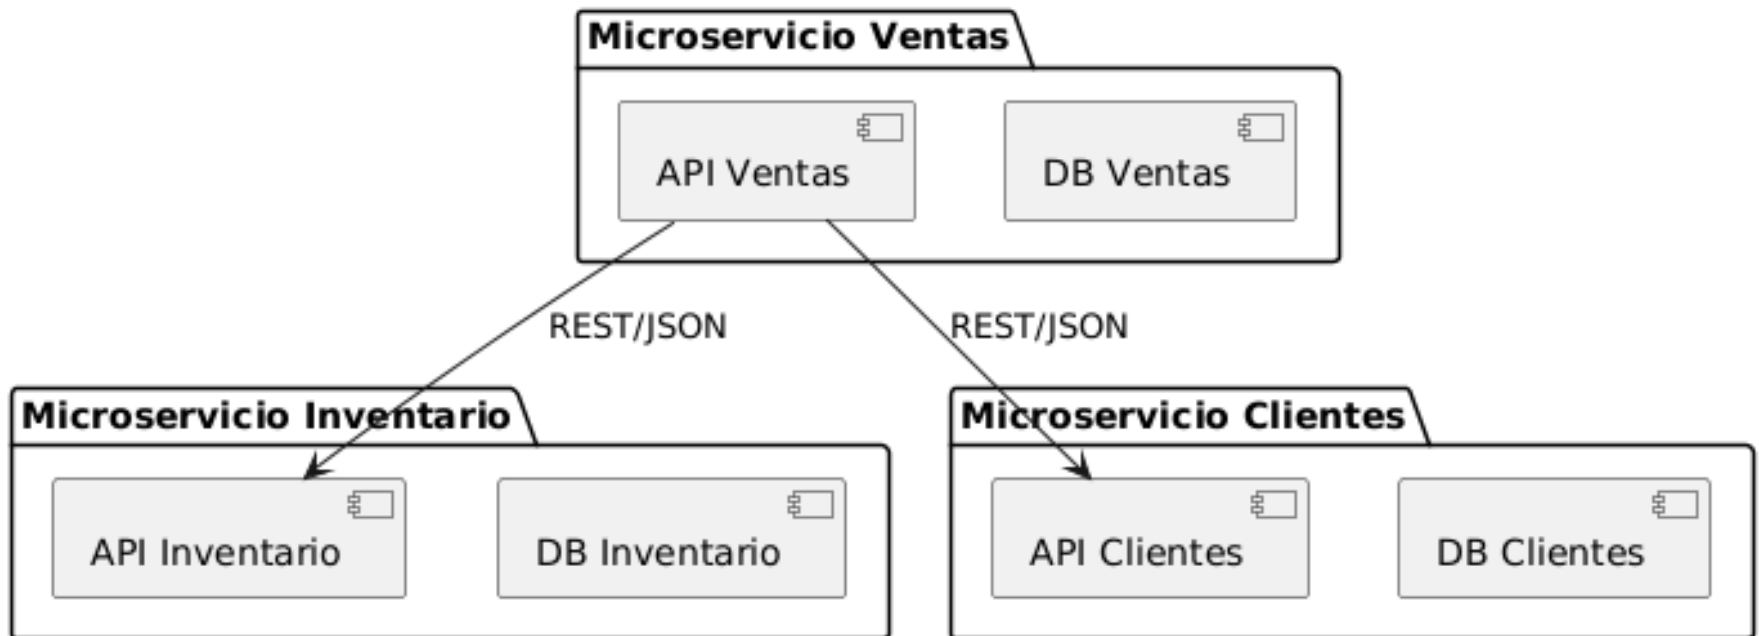 Microservicio Ventas
API Ventas
DB Ventas
REST/JSON
REST/JSON
Microservicio Inventario
Microservicio Clientes
API Inventario
DB Inventario
API Clientes
DB Clientes